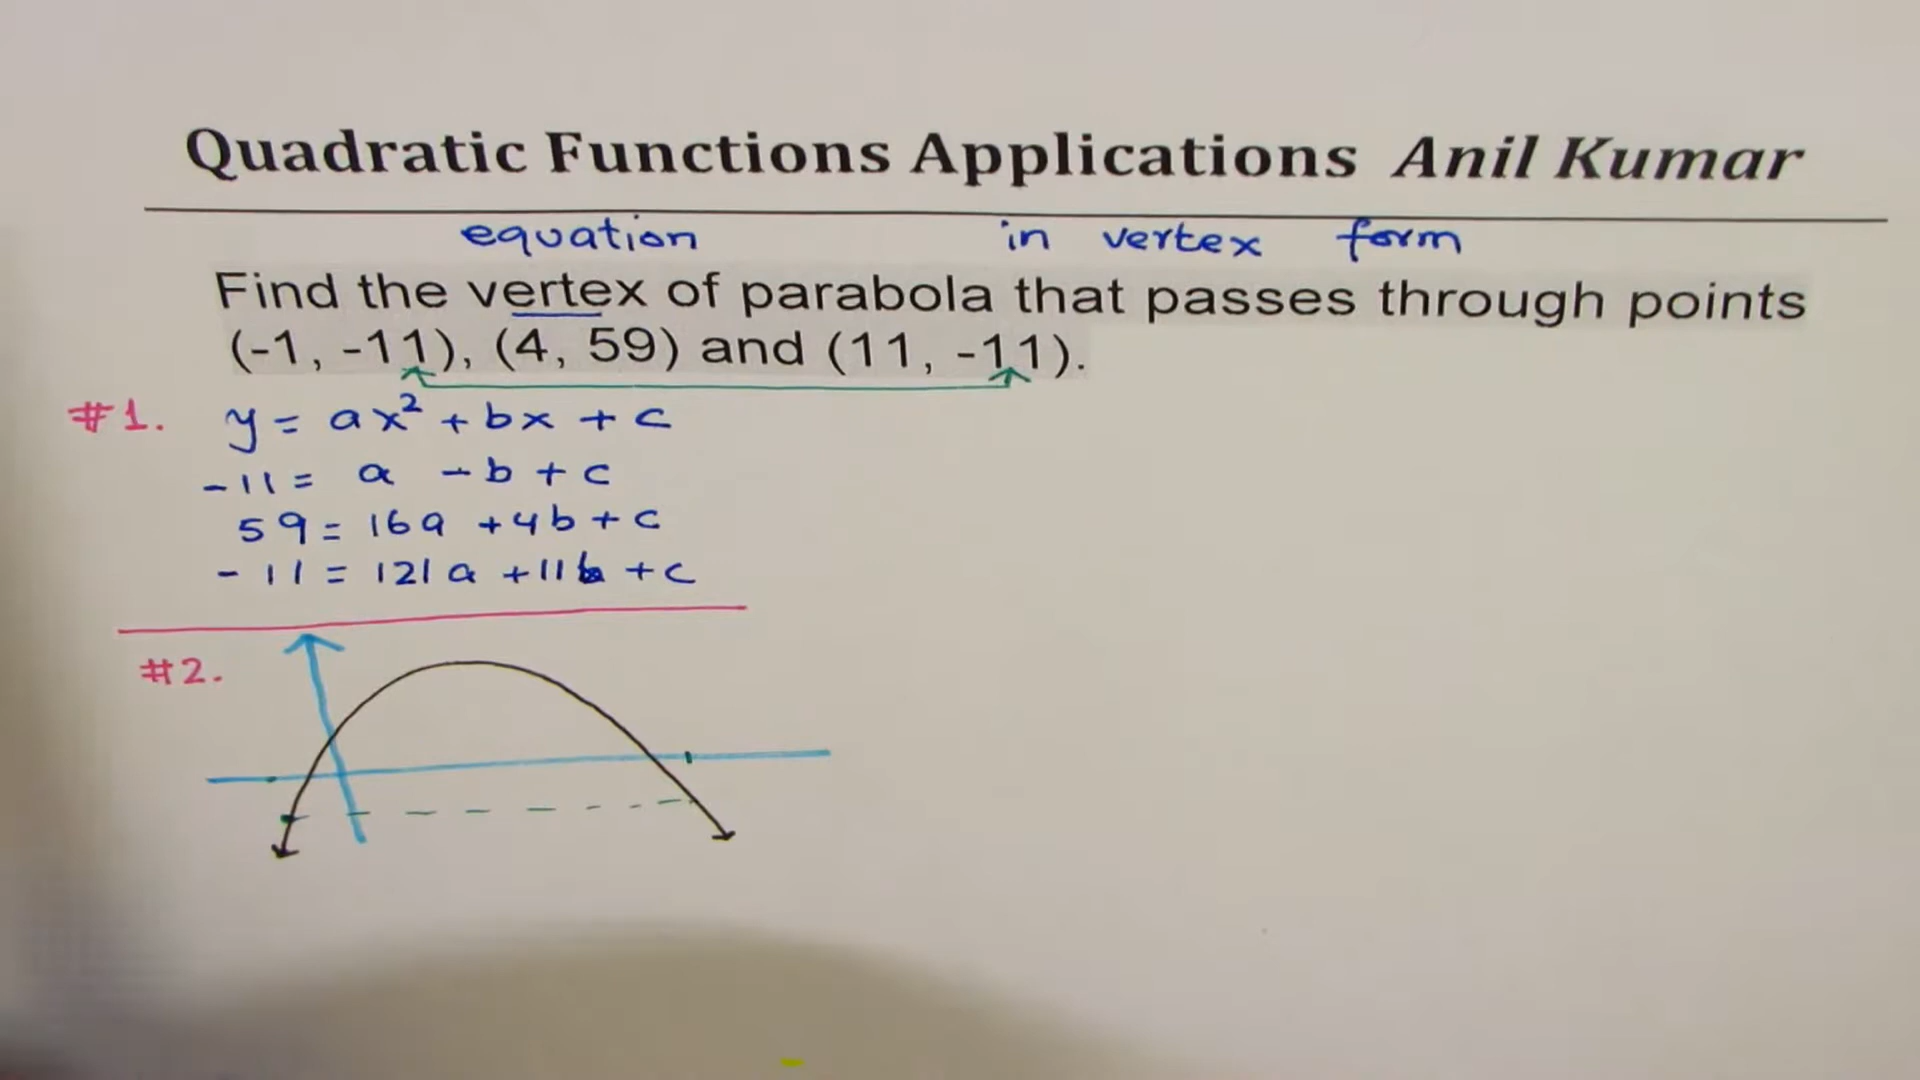 Quadratic Functions Applications Anil Kumar
equation in vertex form
Find the vertex of parabola that passes through points
(-1, -11), (4, 59) and (11, -11).
#1. y = ax² + bx + c
-11 = a - b + c
59 = 16a + 4b + c
-11 = 121a + 11b + c
#2.